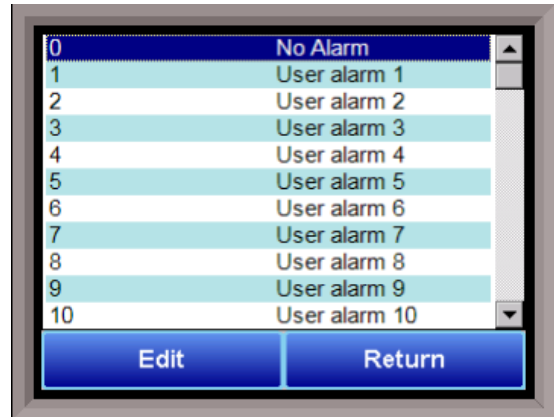 0 No Alarm
1 User alarm 1
2 User alarm 2
3 User alarm 3
4 User alarm 4
5 User alarm 5
6 User alarm 6
7 User alarm 7
8 User alarm 8
9 User alarm 9
10 User alarm 10
Edit Return